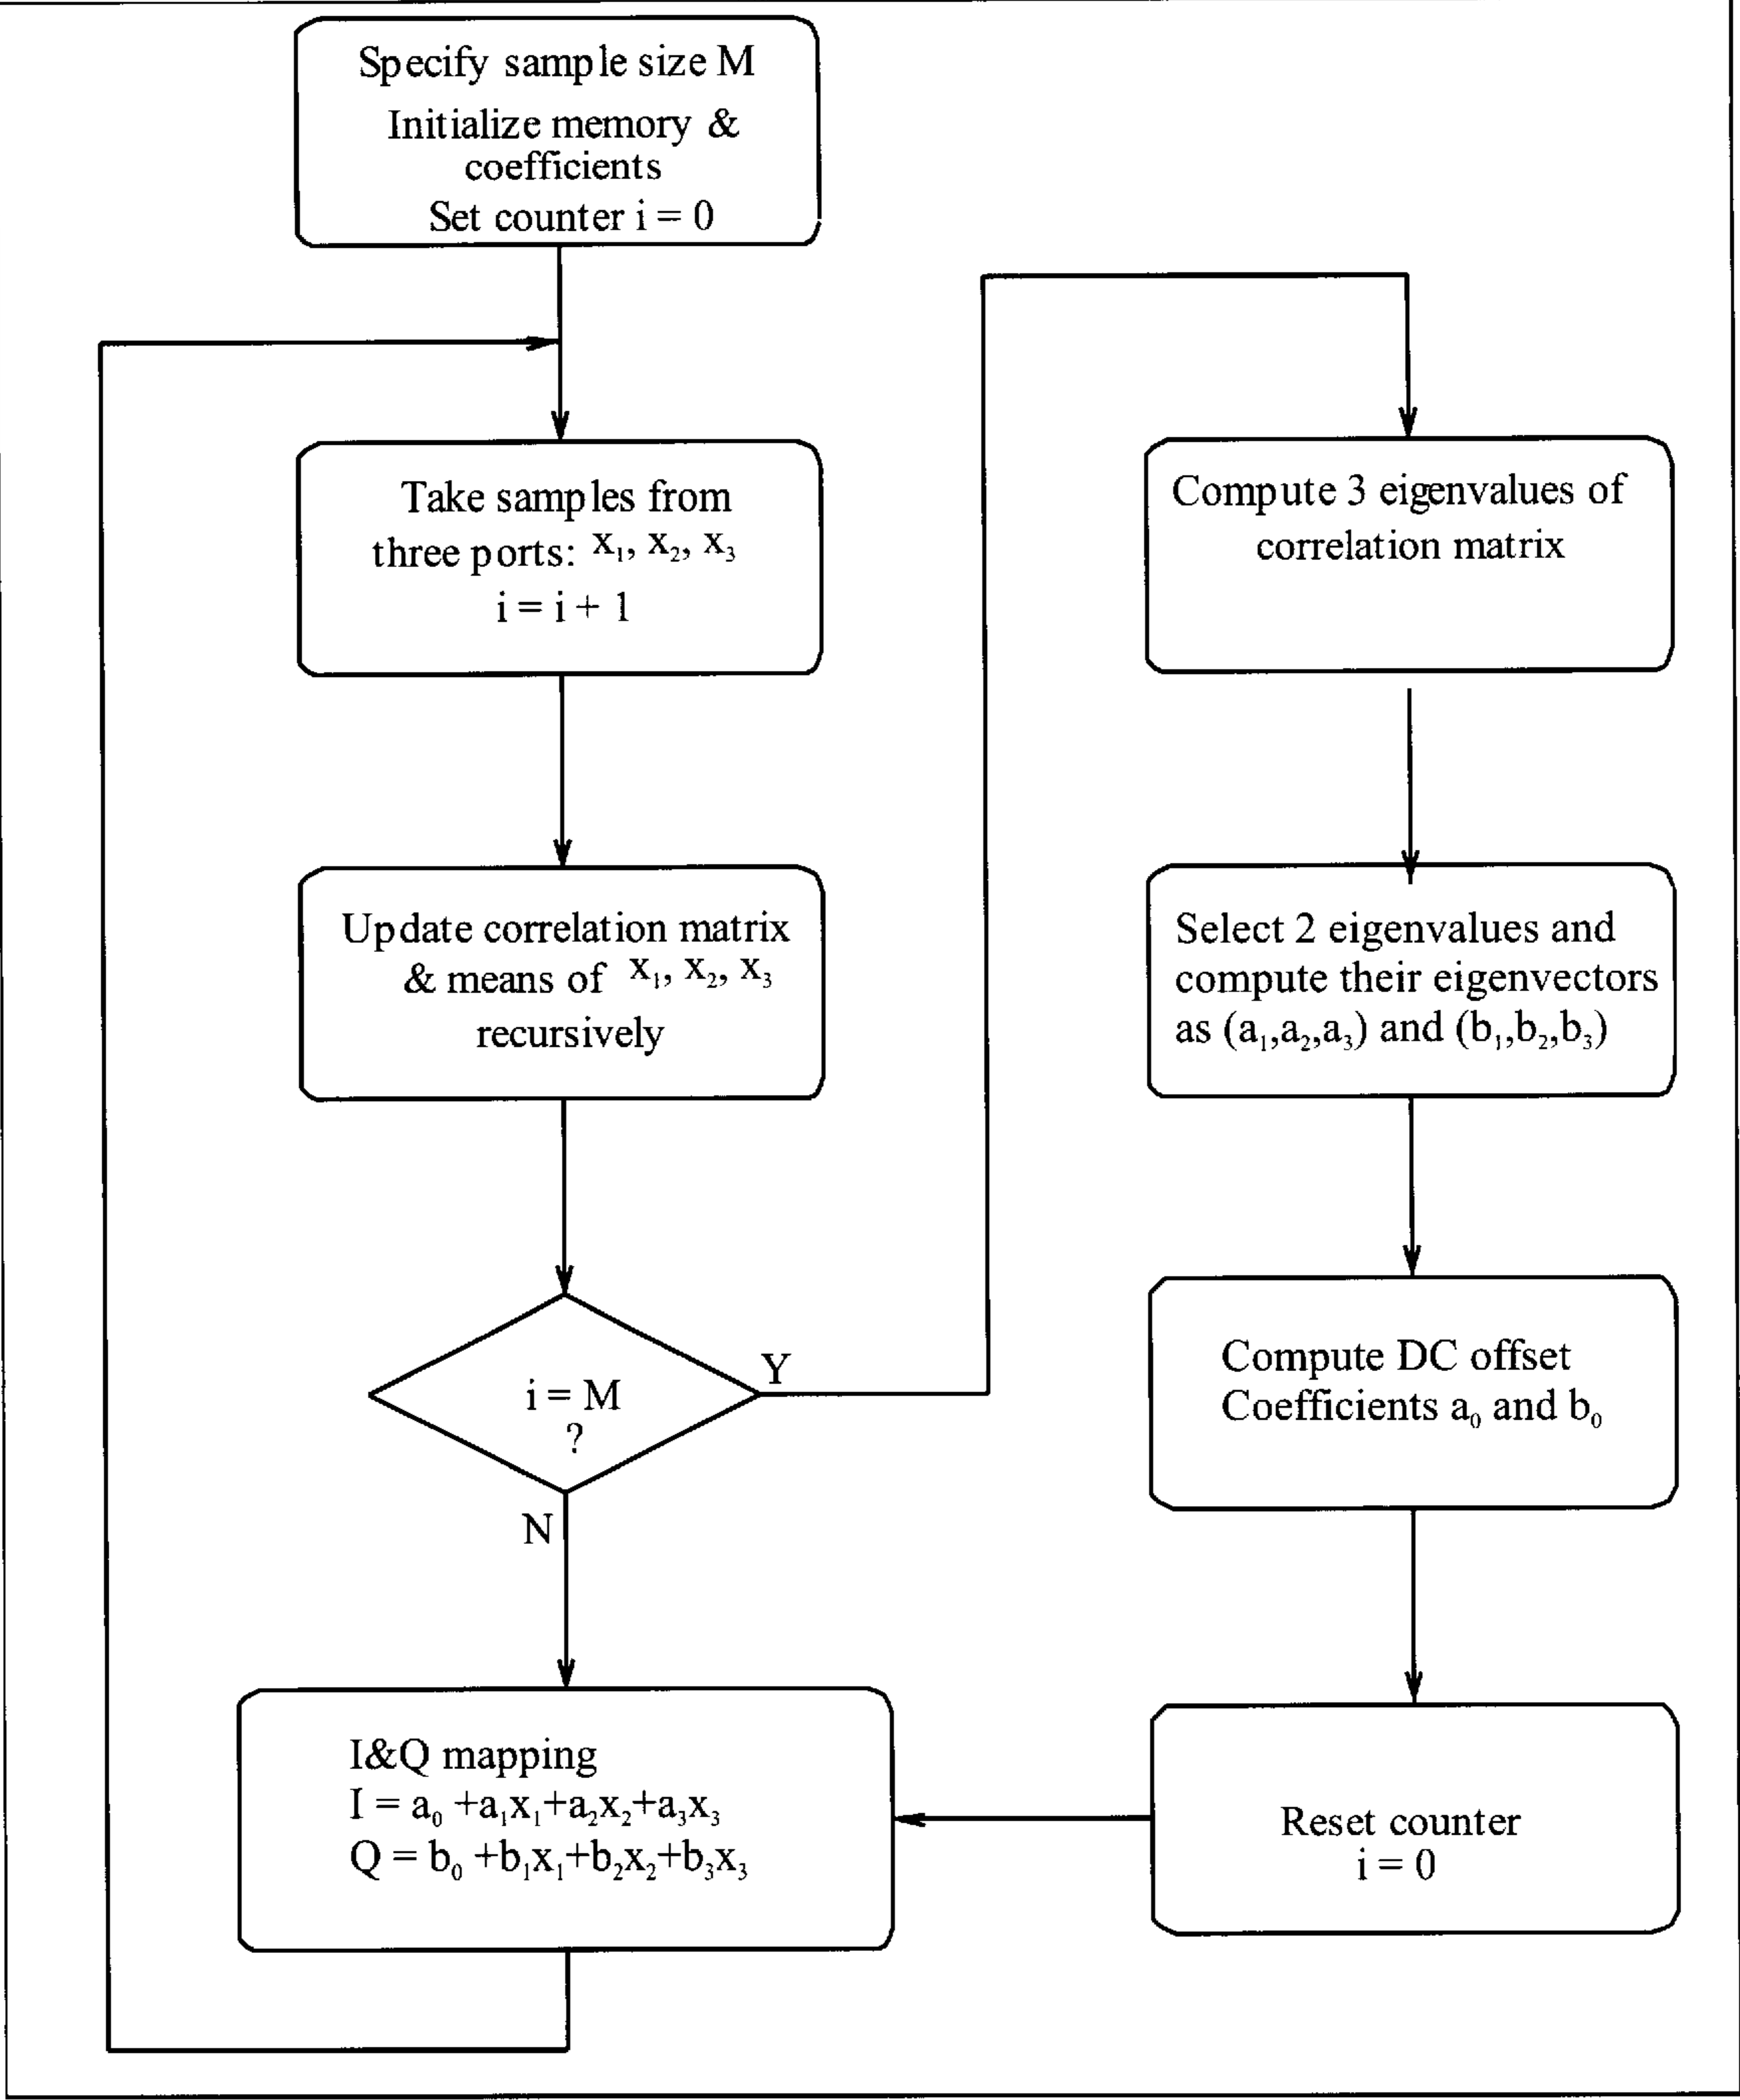 Specify sample size M
Initialize memory &
coefficients
Set counter i = 0
Take samples from
three ports: x₁, x₂, x₃
i = i + 1
Update correlation matrix
& means of x₁, x₂, x₃
recursively
i = M
?
Y
N
I&Q mapping
I = a₀ +a₁x₁+a₂x₂+a₃x₃
Q = b₀ +b₁x₁+b₂x₂+b₃x₃
Compute 3 eigenvalues of
correlation matrix
Select 2 eigenvalues and
compute their eigenvectors
as (a₁,a₂,a₃) and (b₁,b₂,b₃)
Compute DC offset
Coefficients a₀ and b₀
Reset counter
i = 0